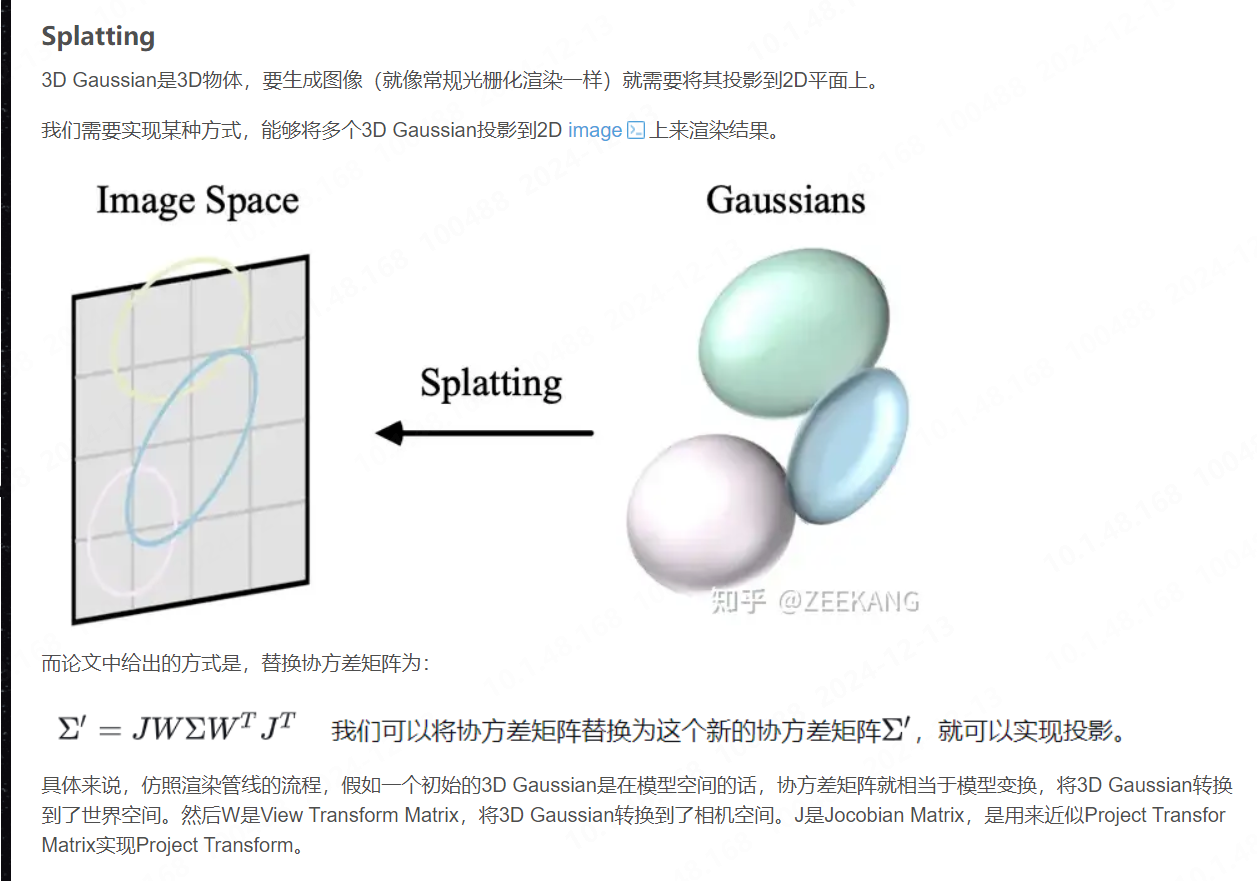 Splatting
3D Gaussian是3D物体，要生成图像（就像常规光栅化渲染一样）就需要将其投影到2D平面上。
我们需要实现某种方式，能够将多个3D Gaussian投影到2D image 上来渲染结果。
Image Space
Gaussians
Splatting
知乎 @ZEEKANG
而论文中给出的方式是，替换协方差矩阵为：
Σ′ = JWΣWᵀJᵀ 我们可以将协方差矩阵替换为这个新的协方差矩阵Σ′，就可以实现投影。
具体来说，仿照渲染管线的流程，假如一个初始的3D Gaussian是在模型空间的话，协方差矩阵就相当于模型变换，将3D Gaussian转换
到了世界空间。然后W是View Transform Matrix，将3D Gaussian转换到了相机空间。J是Jocobian Matrix，是用来近似Project Transfor
Matrix实现Project Transform。
10.1.48.168 100488 2024-12-13